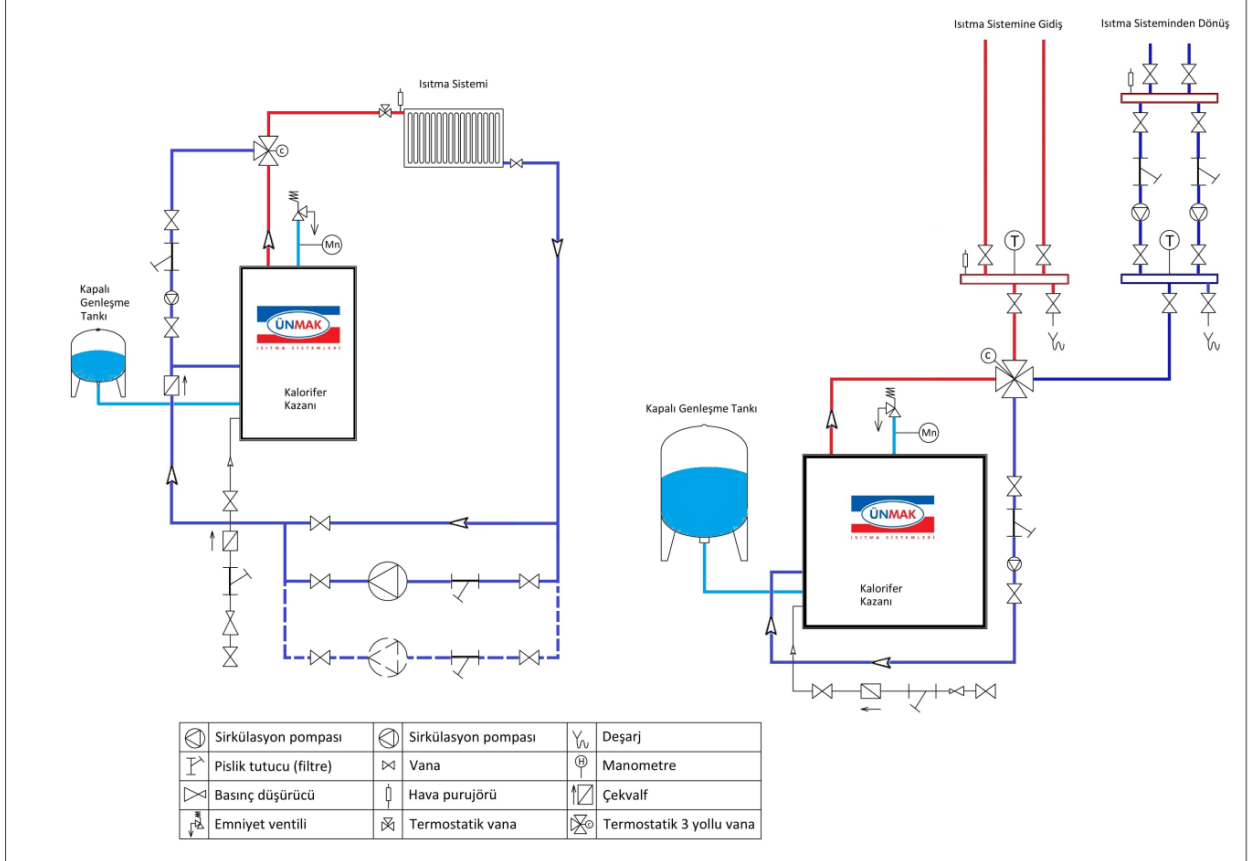 Isıtma Sistemi
C
Mn
Kapalı
Genleşme
Tankı
ÜNMAK
ISITMA SİSTEMLERİ
Kalorifer
Kazanı
Isıtma Sistemine Gidiş
Isıtma Sisteminden Dönüş
T
T
C
Kapalı Genleşme Tankı
Mn
ÜNMAK
ISITMA SİSTEMLERİ
Kalorifer
Kazanı
Sirkülasyon pompası
Sirkülasyon pompası
Deşarj
Pislik tutucu (filtre)
Vana
H
Manometre
Basınç düşürücü
Hava purujörü
Çekvalf
Emniyet ventili
Termostatik vana
C
Termostatik 3 yollu vana